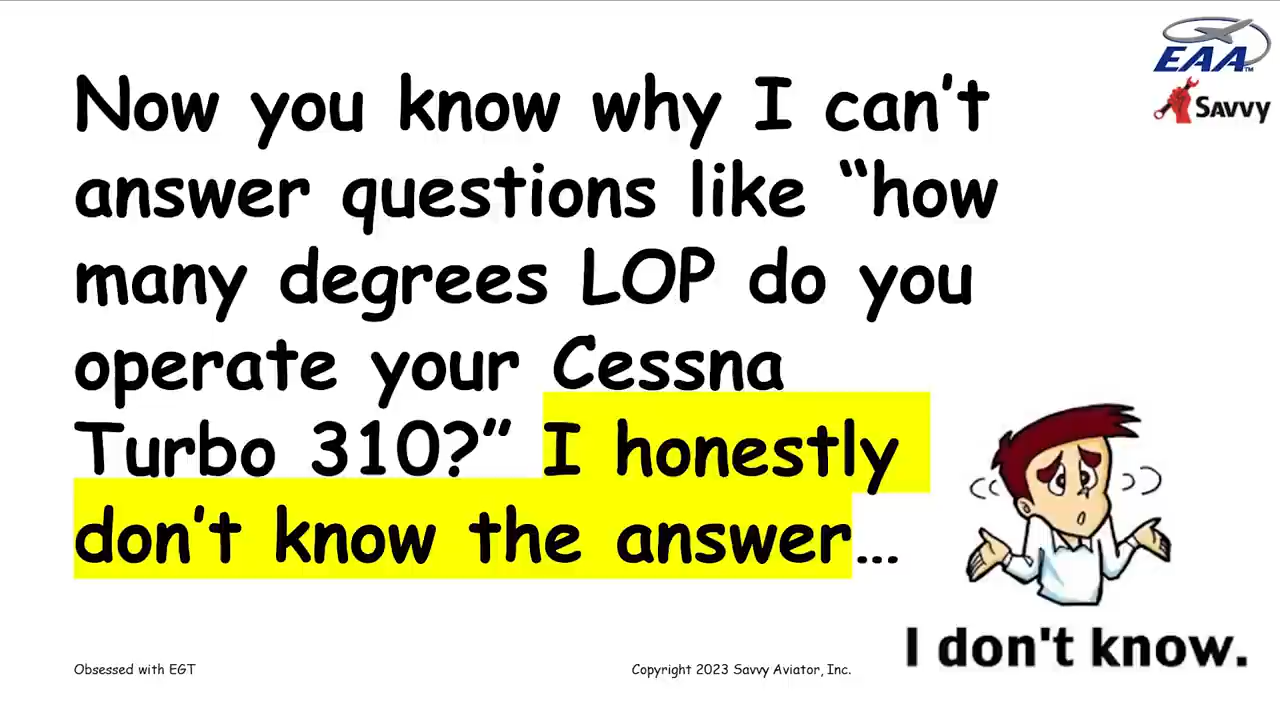 EAA™
Savvy
Now you know why I can’t
answer questions like “how
many degrees LOP do you
operate your Cessna
Turbo 310?” I honestly
don’t know the answer…
I don't know.
Obsessed with EGT
Copyright 2023 Savvy Aviator, Inc.